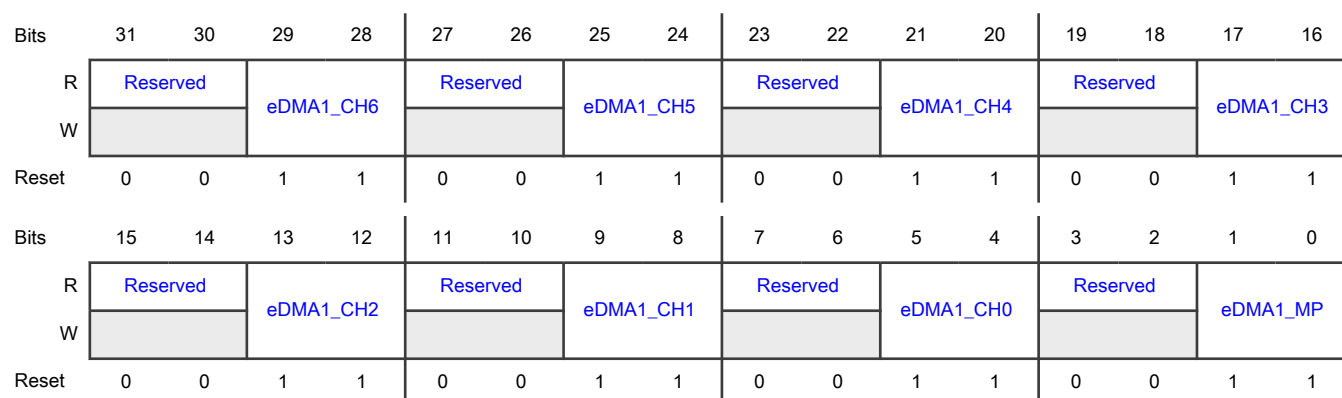 Bits 31 30 29 28 27 26 25 24 23 22 21 20 19 18 17 16
R Reserved eDMA1_CH6 Reserved eDMA1_CH5 Reserved eDMA1_CH4 Reserved eDMA1_CH3
W
Reset 0 0 1 1 0 0 1 1 0 0 1 1 0 0 1 1
Bits 15 14 13 12 11 10 9 8 7 6 5 4 3 2 1 0
R Reserved eDMA1_CH2 Reserved eDMA1_CH1 Reserved eDMA1_CH0 Reserved eDMA1_MP
W
Reset 0 0 1 1 0 0 1 1 0 0 1 1 0 0 1 1